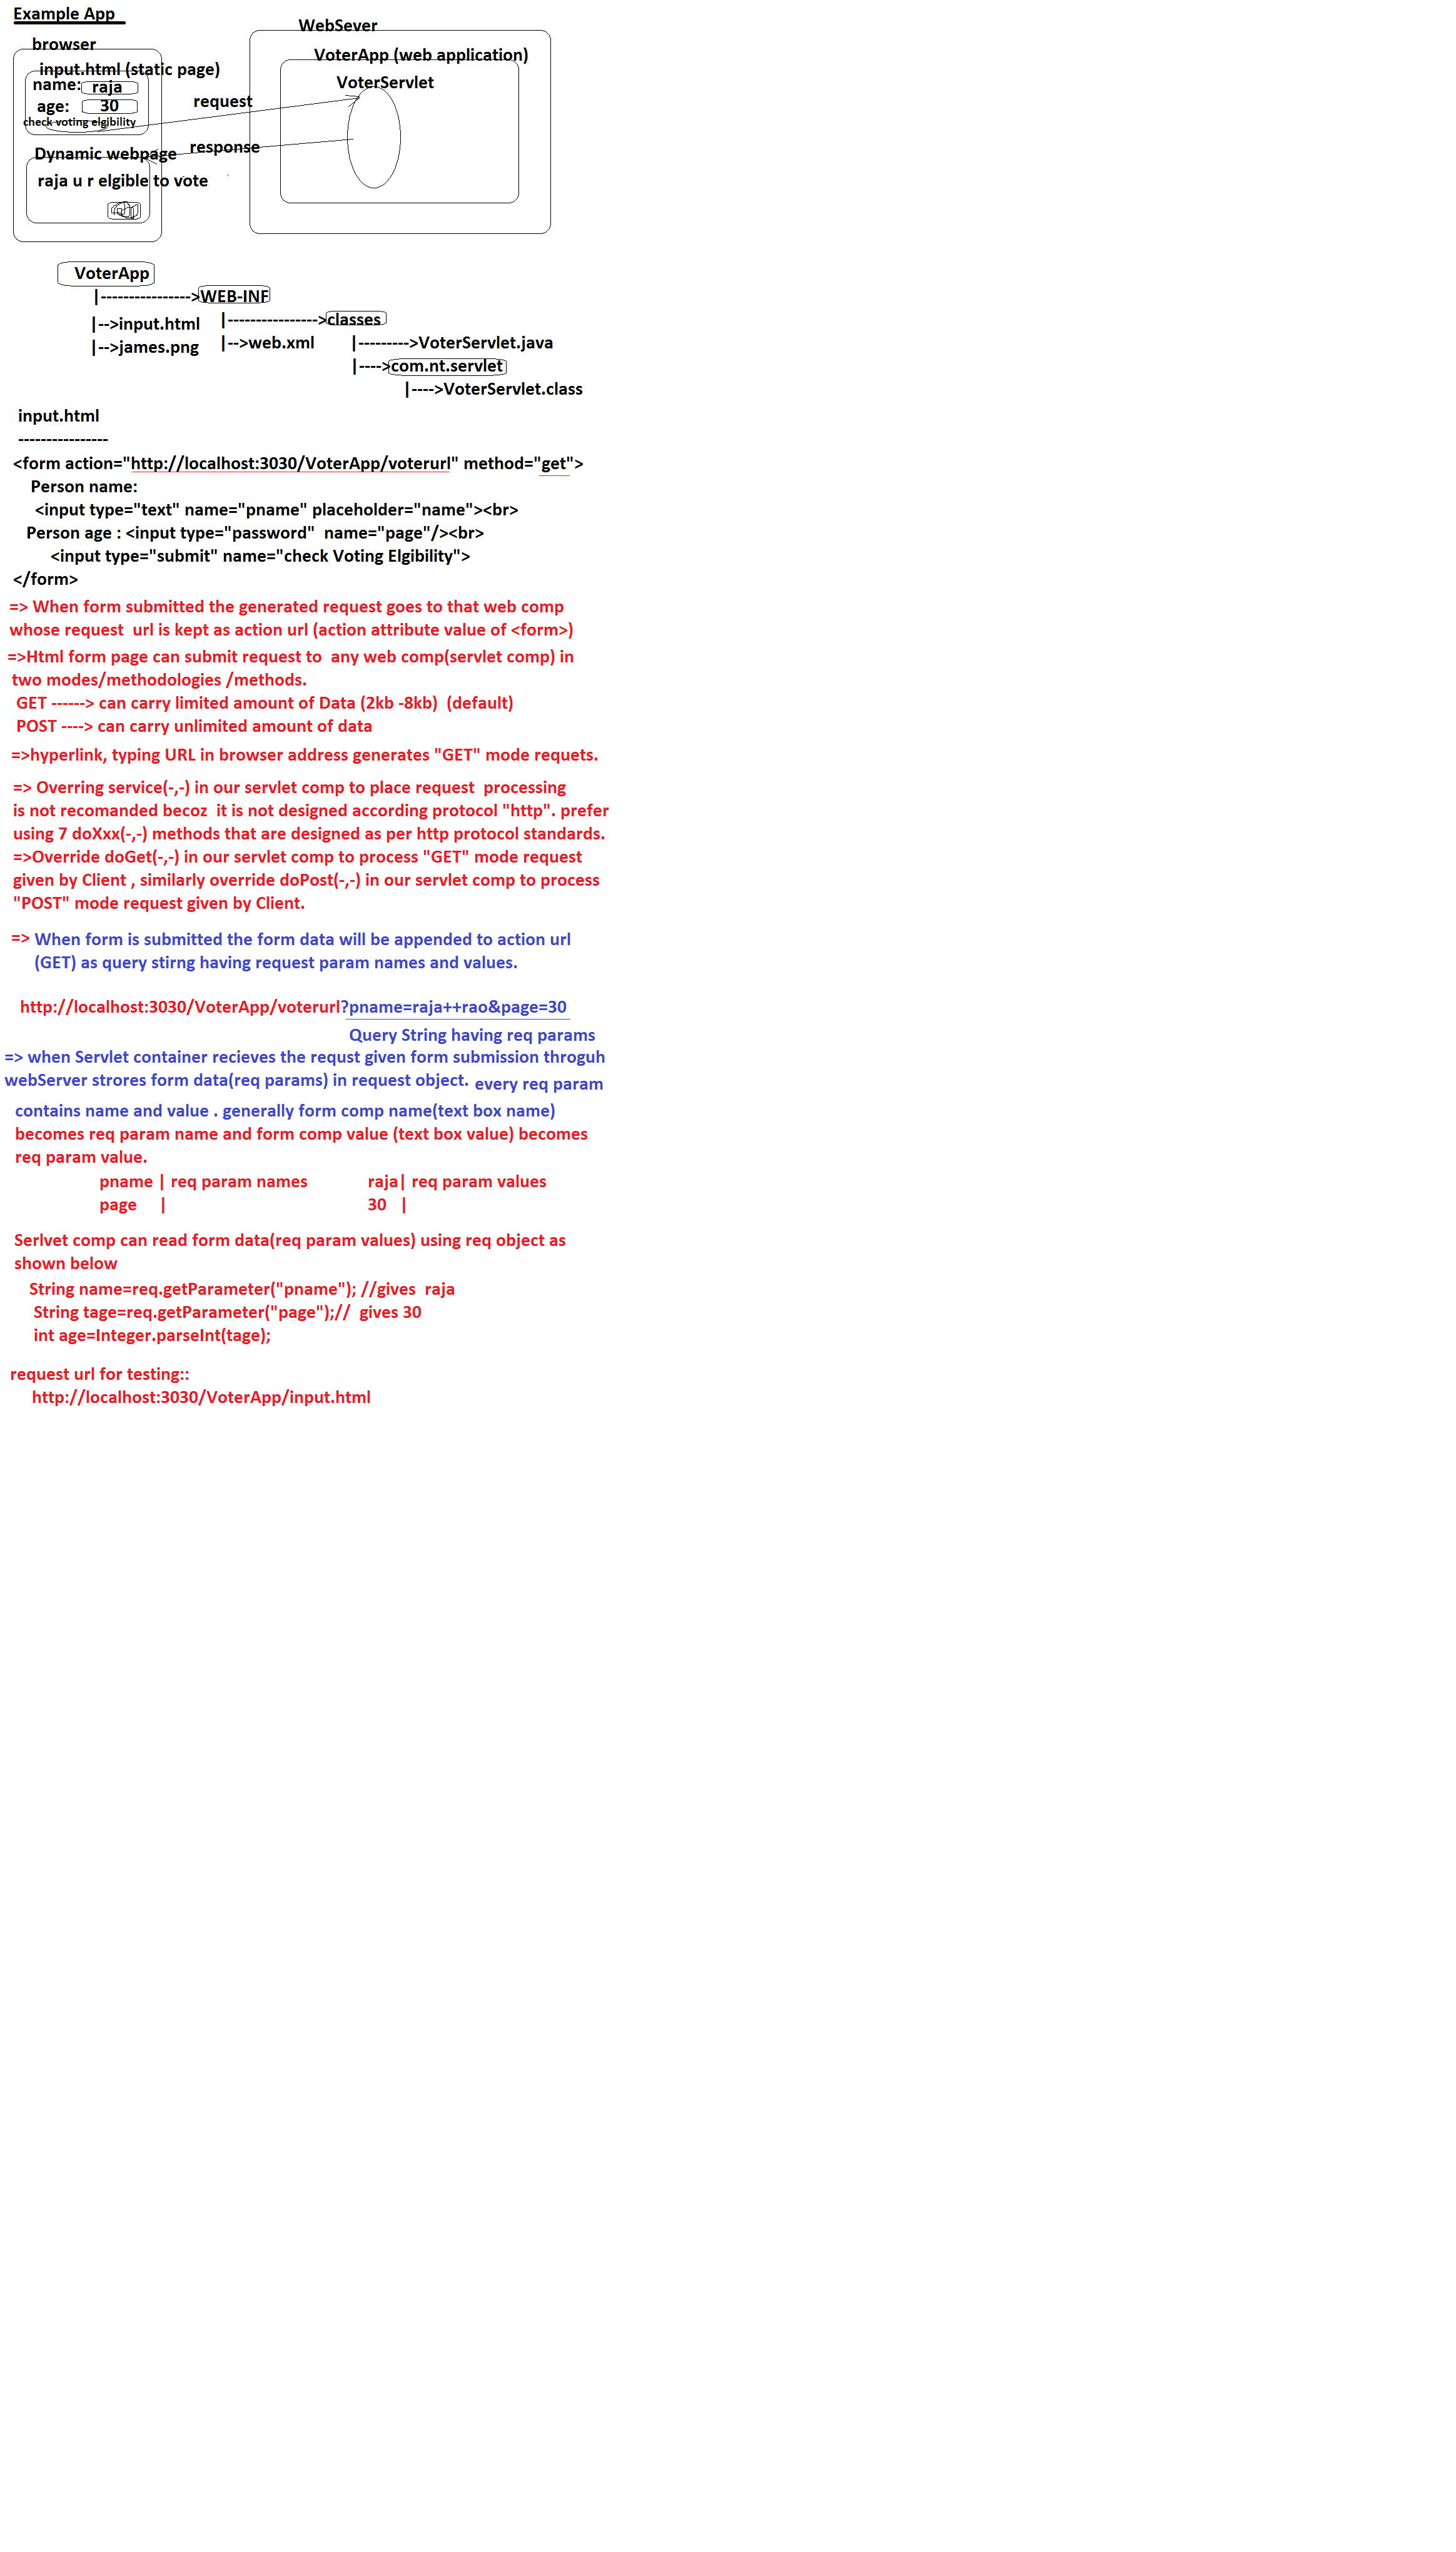 Example App
WebSever
browser
VoterApp (web application)
input.html (static page)
VoterServlet
name: raja
age: 30
request
check voting elgibility
response
Dynamic webpage
raja u r elgible to vote
VoterApp
|---------------->WEB-INF
|---------------->classes
|-->input.html
|-->james.png
|-->web.xml
|--------->VoterServlet.java
|---->com.nt.servlet
|---->VoterServlet.class
input.html
----------------
<form action="http://localhost:3030/VoterApp/voterurl" method="get">
Person name:
<input type="text" name="pname" placeholder="name"><br>
Person age : <input type="password"  name="page"/><br>
<input type="submit" name="check Voting Elgibility">
</form>
=> When form submitted the generated request goes to that web comp
whose request  url is kept as action url (action attribute value of <form>)
=>Html form page can submit request to  any web comp(servlet comp) in
two modes/methodologies /methods.
GET ------> can carry limited amount of Data (2kb -8kb)  (default)
POST ----> can carry unlimited amount of data
=>hyperlink, typing URL in browser address generates "GET" mode requets.
=> Overring service(-,-) in our servlet comp to place request  processing
is not recomanded becoz  it is not designed according protocol "http". prefer
using 7 doXxx(-,-) methods that are designed as per http protocol standards.
=>Override doGet(-,-) in our servlet comp to process "GET" mode request
given by Client , similarly override doPost(-,-) in our servlet comp to process
"POST" mode request given by Client.
=> When form is submitted the form data will be appended to action url
(GET) as query stirng having request param names and values.
http://localhost:3030/VoterApp/voterurl?pname=raja++rao&page=30
Query String having req params
=> when Servlet container recieves the requst given form submission throguh
webServer strores form data(req params) in request object. every req param
contains name and value . generally form comp name(text box name)
becomes req param name and form comp value (text box value) becomes
req param value.
pname | req param names raja| req param values
page | 30 |
Serlvet comp can read form data(req param values) using req object as
shown below
String name=req.getParameter("pname"); //gives  raja
String tage=req.getParameter("page");//  gives 30
int age=Integer.parseInt(tage);
request url for testing::
http://localhost:3030/VoterApp/input.html